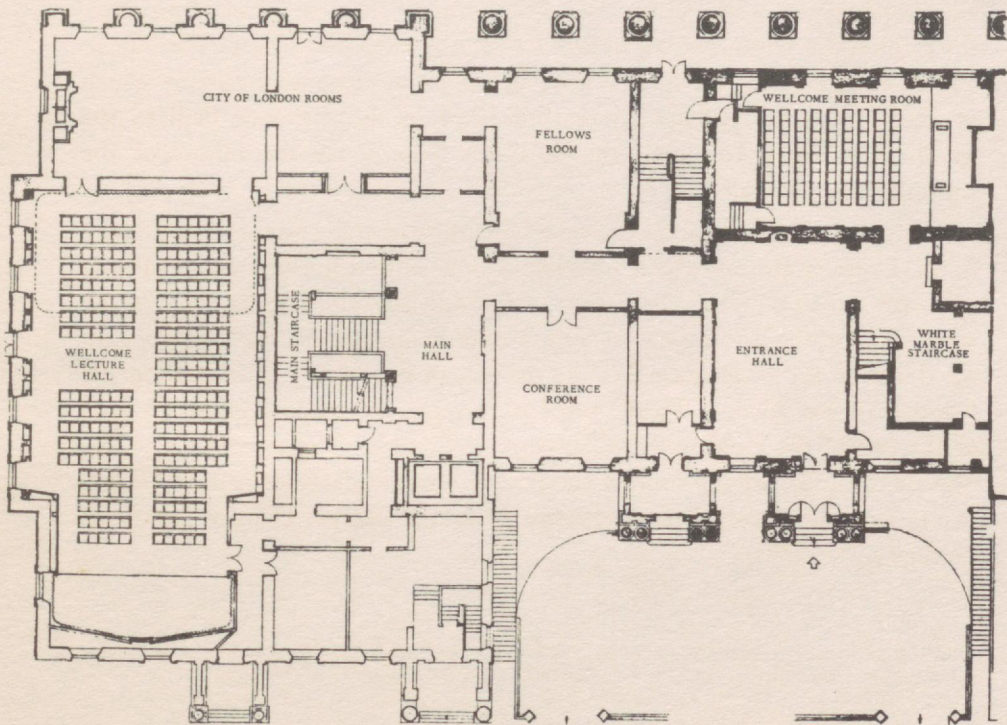 CITY OF LONDON ROOMS
FELLOWS
ROOM
WELLCOME MEETING ROOM
WELLCOME
LECTURE
HALL
MAIN STAIRCASE
MAIN
HALL
CONFERENCE
ROOM
ENTRANCE
HALL
WHITE
MARBLE
STAIRCASE